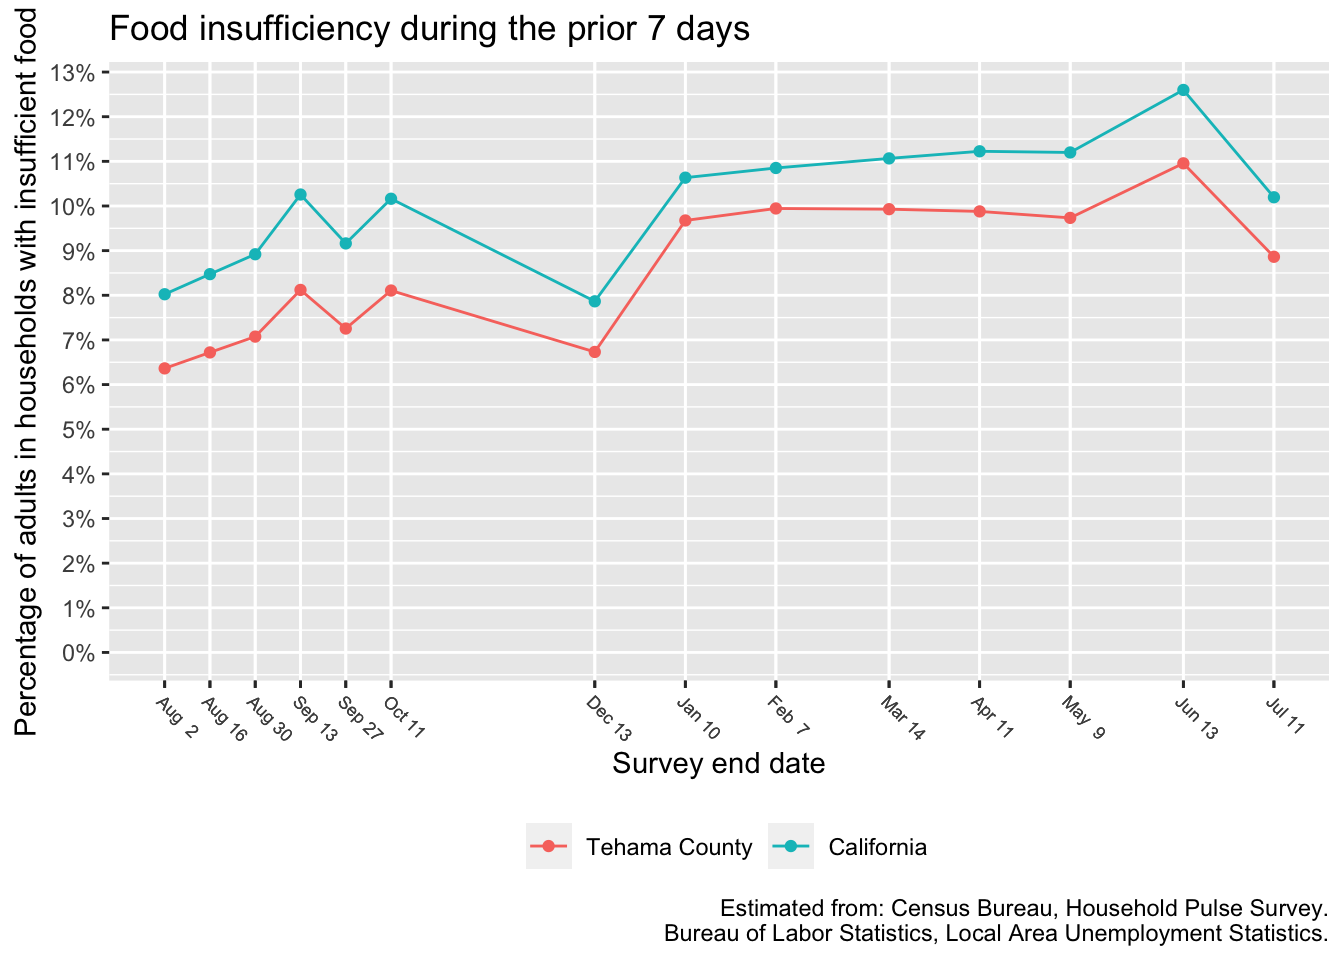 Food insufficiency during the prior 7 days
Percentage of adults in households with insufficient food
13%
12%
11%
10%
9%
8%
7%
6%
5%
4%
3%
2%
1%
0%
Aug 2
Aug 16
Aug 30
Sep 13
Sep 27
Oct 11
Dec 13
Jan 10
Feb 7
Mar 14
Apr 11
May 9
Jun 13
Jul 11
Survey end date
Tehama County
California
Estimated from: Census Bureau, Household Pulse Survey.
Bureau of Labor Statistics, Local Area Unemployment Statistics.